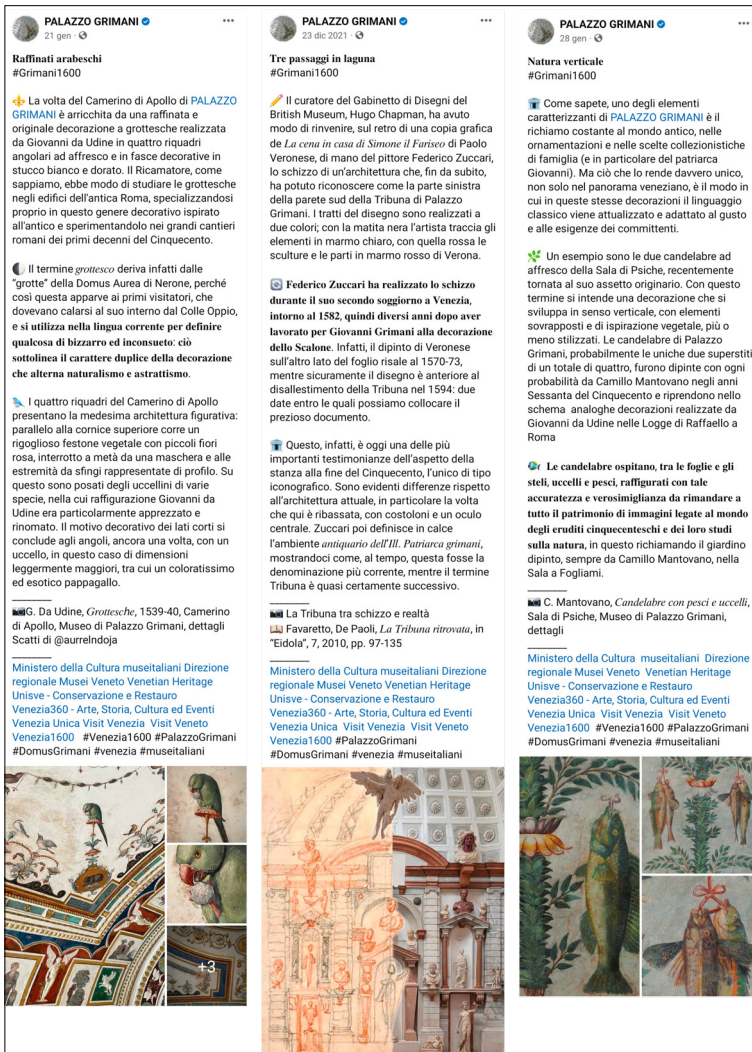 PALAZZO GRIMANI
21 gen ·
Raffinati arabeschi
#Grimani1600
⚜️ La volta del Camerino di Apollo di PALAZZO
GRIMANI è arricchita da una raffinata e
originale decorazione a grottesche realizzata
da Giovanni da Udine in quattro riquadri
angolari ad affresco e in fasce decorative in
stucco bianco e dorato. Il Ricamatore, come
sappiamo, ebbe modo di studiare le grottesche
negli edifici dell'antica Roma, specializzandosi
proprio in questo genere decorativo ispirato
all'antico e sperimentandolo nei grandi cantieri
romani dei primi decenni del Cinquecento.
🌓 Il termine grottesco deriva infatti dalle
“grotte” della Domus Aurea di Nerone, perché
così questa apparve ai primi visitatori, che
dovevano calarsi al suo interno dal Colle Oppio,
e si utilizza nella lingua corrente per definire
qualcosa di bizzarro ed inconsueto: ciò
sottolinea il carattere duplice della decorazione
che alterna naturalismo e astrattismo.
🐦 I quattro riquadri del Camerino di Apollo
presentano la medesima architettura figurativa:
parallelo alla cornice superiore corre un
rigoglioso festone vegetale con piccoli fiori
rosa, interrotto a metà da una maschera e alle
estremità da sfingi rappresentate di profilo. Su
questo sono posati degli uccellini di varie
specie, nella cui raffigurazione Giovanni da
Udine era particolarmente apprezzato e
rinomato. Il motivo decorativo dei lati corti si
conclude agli angoli, ancora una volta, con un
uccello, in questo caso di dimensioni
leggermente maggiori, tra cui un coloratissimo
ed esotico pappagallo.
________
📷G. Da Udine, Grottesche, 1539-40, Camerino
di Apollo, Museo di Palazzo Grimani, dettagli
Scatti di @aurrelndoja
________
Ministero della Cultura museitaliani Direzione
regionale Musei Veneto Venetian Heritage
Unisve - Conservazione e Restauro
Venezia360 - Arte, Storia, Cultura ed Eventi
Venezia Unica Visit Venezia Visit Veneto
Venezia1600 #Venezia1600 #PalazzoGrimani
#DomusGrimani #venezia #museitaliani
+3
PALAZZO GRIMANI
23 dic 2021 ·
Tre passaggi in laguna
#Grimani1600
✏️ Il curatore del Gabinetto di Disegni del
British Museum, Hugo Chapman, ha avuto
modo di rinvenire, sul retro di una copia grafica
de La cena in casa di Simone il Fariseo di Paolo
Veronese, di mano del pittore Federico Zuccari,
lo schizzo di un'architettura che, fin da subito,
ha potuto riconoscere come la parte sinistra
della parete sud della Tribuna di Palazzo
Grimani. I tratti del disegno sono realizzati a
due colori; con la matita nera l'artista traccia gli
elementi in marmo chiaro, con quella rossa le
sculture e le parti in marmo rosso di Verona.
🔄 Federico Zuccari ha realizzato lo schizzo
durante il suo secondo soggiorno a Venezia,
intorno al 1582, quindi diversi anni dopo aver
lavorato per Giovanni Grimani alla decorazione
dello Scalone. Infatti, il dipinto di Veronese
sull'altro lato del foglio risale al 1570-73,
mentre sicuramente il disegno è anteriore al
disallestimento della Tribuna nel 1594: due
date entro le quali possiamo collocare il
prezioso documento.
🏛️ Questo, infatti, è oggi una delle più
importanti testimonianze dell'aspetto della
stanza alla fine del Cinquecento, l'unico di tipo
iconografico. Sono evidenti differenze rispetto
all'architettura attuale, in particolare la volta
che qui è ribassata, con costoloni e un oculo
centrale. Zuccari poi definisce in calce
l'ambiente antiquario dell'Ill. Patriarca grimani,
mostrandoci come, al tempo, questa fosse la
denominazione più corrente, mentre il termine
Tribuna è quasi certamente successivo.
________
📷 La Tribuna tra schizzo e realtà
📖 Favaretto, De Paoli, La Tribuna ritrovata, in
“Eidola”, 7, 2010, pp. 97-135
________
Ministero della Cultura museitaliani Direzione
regionale Musei Veneto Venetian Heritage
Unisve - Conservazione e Restauro
Venezia360 - Arte, Storia, Cultura ed Eventi
Venezia Unica Visit Venezia Visit Veneto
Venezia1600 #PalazzoGrimani
#DomusGrimani #venezia #museitaliani
PALAZZO GRIMANI
28 gen ·
Natura verticale
#Grimani1600
🏛️ Come sapete, uno degli elementi
caratterizzanti di PALAZZO GRIMANI è il
richiamo costante al mondo antico, nelle
ornamentazioni e nelle scelte collezionistiche
di famiglia (e in particolare del patriarca
Giovanni). Ma ciò che lo rende davvero unico,
non solo nel panorama veneziano, è il modo in
cui in queste stesse decorazioni il linguaggio
classico viene attualizzato e adattato al gusto
e alle esigenze dei committenti.
🌿 Un esempio sono le due candelabre ad
affresco della Sala di Psiche, recentemente
tornata al suo assetto originario. Con questo
termine si intende una decorazione che si
sviluppa in senso verticale, con elementi
sovrapposti e di ispirazione vegetale, più o
meno stilizzati. Le candelabre di Palazzo
Grimani, probabilmente le uniche due superstiti
di un totale di quattro, furono dipinte con ogni
probabilità da Camillo Mantovano negli anni
Sessanta del Cinquecento e riprendono nello
schema analoghe decorazioni realizzate da
Giovanni da Udine nelle Logge di Raffaello a
Roma
Le candelabre ospitano, tra le foglie e gli
steli, uccelli e pesci, raffigurati con tale
accuratezza e verosimiglianza da rimandare a
tutto il patrimonio di immagini legate al mondo
degli eruditi cinquecenteschi e dei loro studi
sulla natura, in questo richiamando il giardino
dipinto, sempre da Camillo Mantovano, nella
Sala a Fogliami.
________
📷 C. Mantovano, Candelabre con pesci e uccelli,
Sala di Psiche, Museo di Palazzo Grimani,
dettagli
________
Ministero della Cultura museitaliani Direzione
regionale Musei Veneto Venetian Heritage
Unisve - Conservazione e Restauro
Venezia360 - Arte, Storia, Cultura ed Eventi
Venezia Unica Visit Venezia Visit Veneto
Venezia1600 #Venezia1600 #PalazzoGrimani
#DomusGrimani #venezia #museitaliani